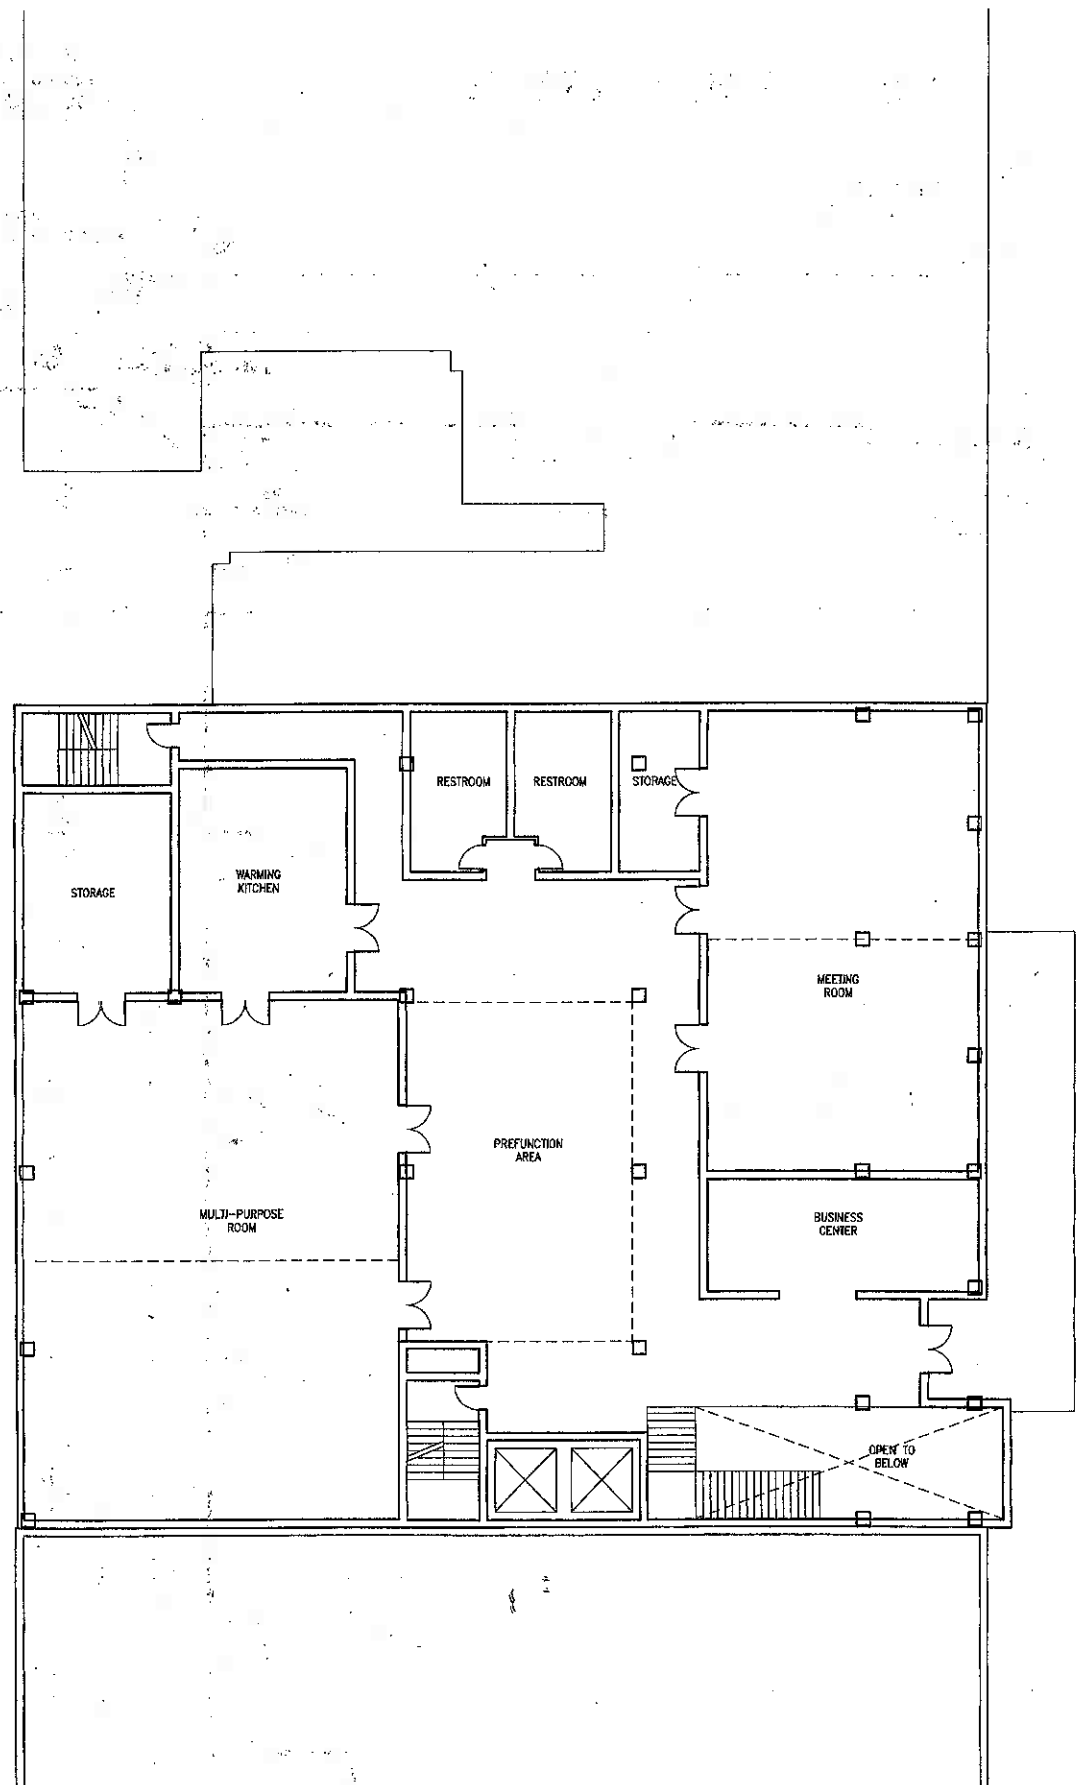 RESTROOM
RESTROOM
STORAGE
WARMING
KITCHEN
STORAGE
MEETING
ROOM
PREFUNCTION
AREA
MULTI-PURPOSE
ROOM
BUSINESS
CENTER
OPEN TO
BELOW